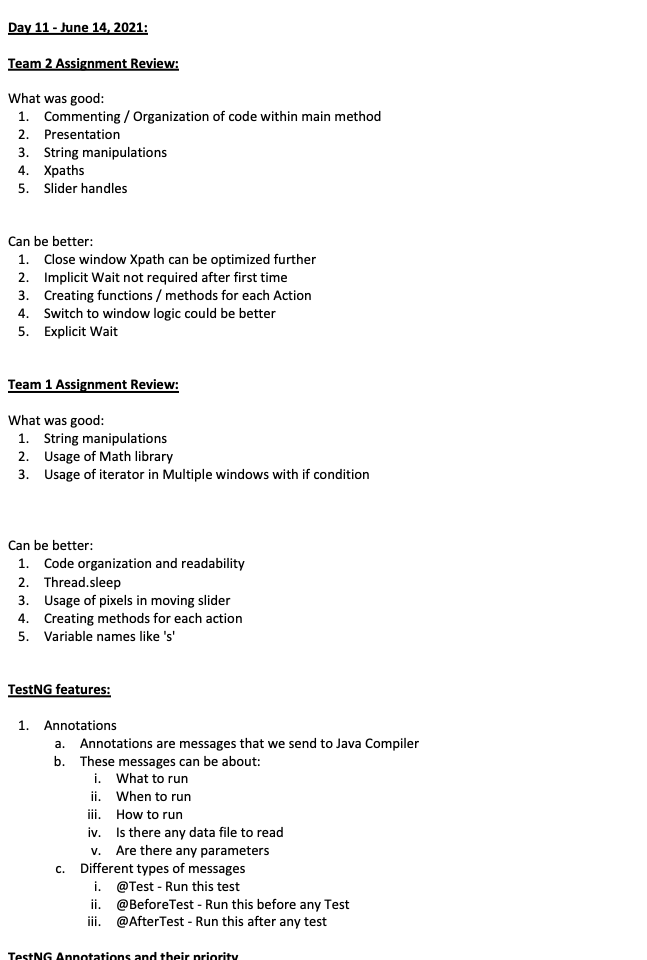 Day 11 - June 14, 2021:
Team 2 Assignment Review:
What was good:
1. Commenting / Organization of code within main method
2. Presentation
3. String manipulations
4. Xpaths
5. Slider handles
Can be better:
1. Close window Xpath can be optimized further
2. Implicit Wait not required after first time
3. Creating functions / methods for each Action
4. Switch to window logic could be better
5. Explicit Wait
Team 1 Assignment Review:
What was good:
1. String manipulations
2. Usage of Math library
3. Usage of iterator in Multiple windows with if condition
Can be better:
1. Code organization and readability
2. Thread.sleep
3. Usage of pixels in moving slider
4. Creating methods for each action
5. Variable names like 's'
TestNG features:
1. Annotations
a. Annotations are messages that we send to Java Compiler
b. These messages can be about:
i. What to run
ii. When to run
iii. How to run
iv. Is there any data file to read
v. Are there any parameters
c. Different types of messages
i. @Test - Run this test
ii. @BeforeTest - Run this before any Test
iii. @AfterTest - Run this after any test
TestNG Annotations and their priority